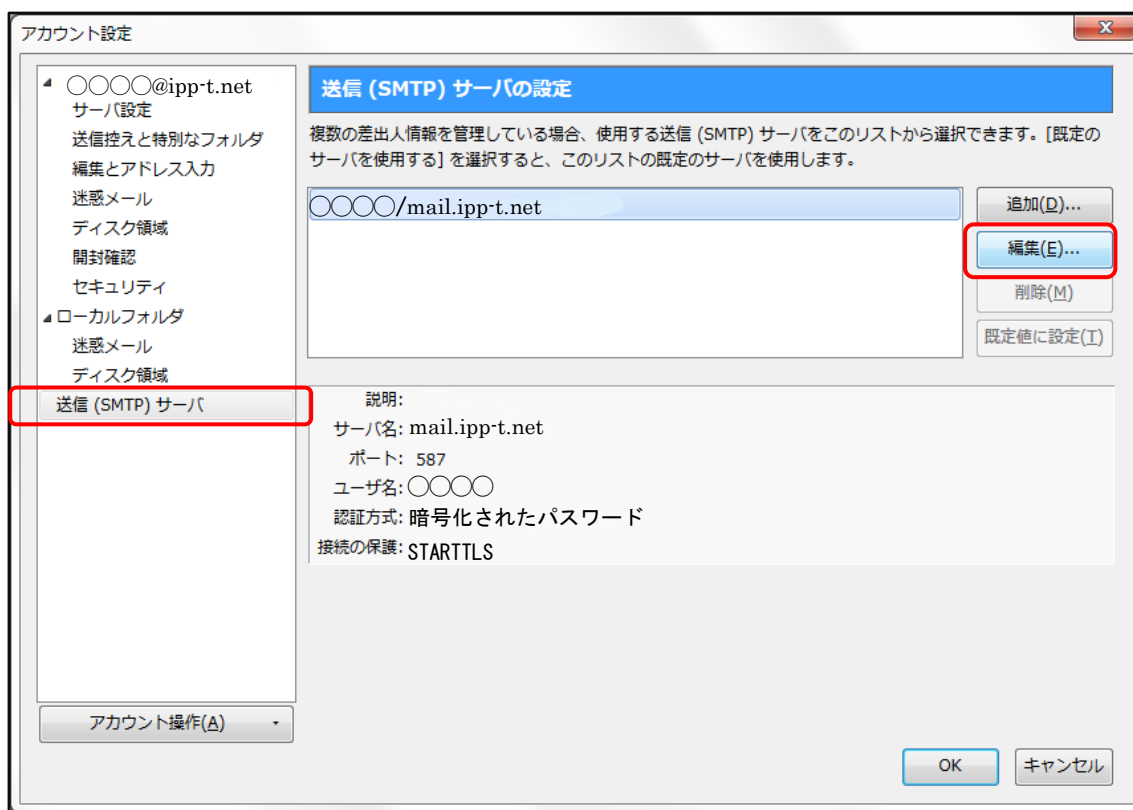 アカウント設定
○○○○@ipp-t.net
サーバ設定
送信控えと特別なフォルダ
編集とアドレス入力
迷惑メール
ディスク領域
開封確認
セキュリティ
ローカルフォルダ
迷惑メール
ディスク領域
送信 (SMTP) サーバ
アカウント操作(A)
送信 (SMTP) サーバの設定
複数の差出人情報を管理している場合、使用する送信 (SMTP) サーバをこのリストから選択できます。[既定の
サーバを使用する] を選択すると、このリストの既定のサーバを使用します。
○○○○/mail.ipp-t.net
追加(D)...
編集(E)...
削除(M)
既定値に設定(T)
説明:
サーバ名: mail.ipp-t.net
ポート: 587
ユーザ名: ○○○○
認証方式: 暗号化されたパスワード
接続の保護: STARTTLS
OK
キャンセル